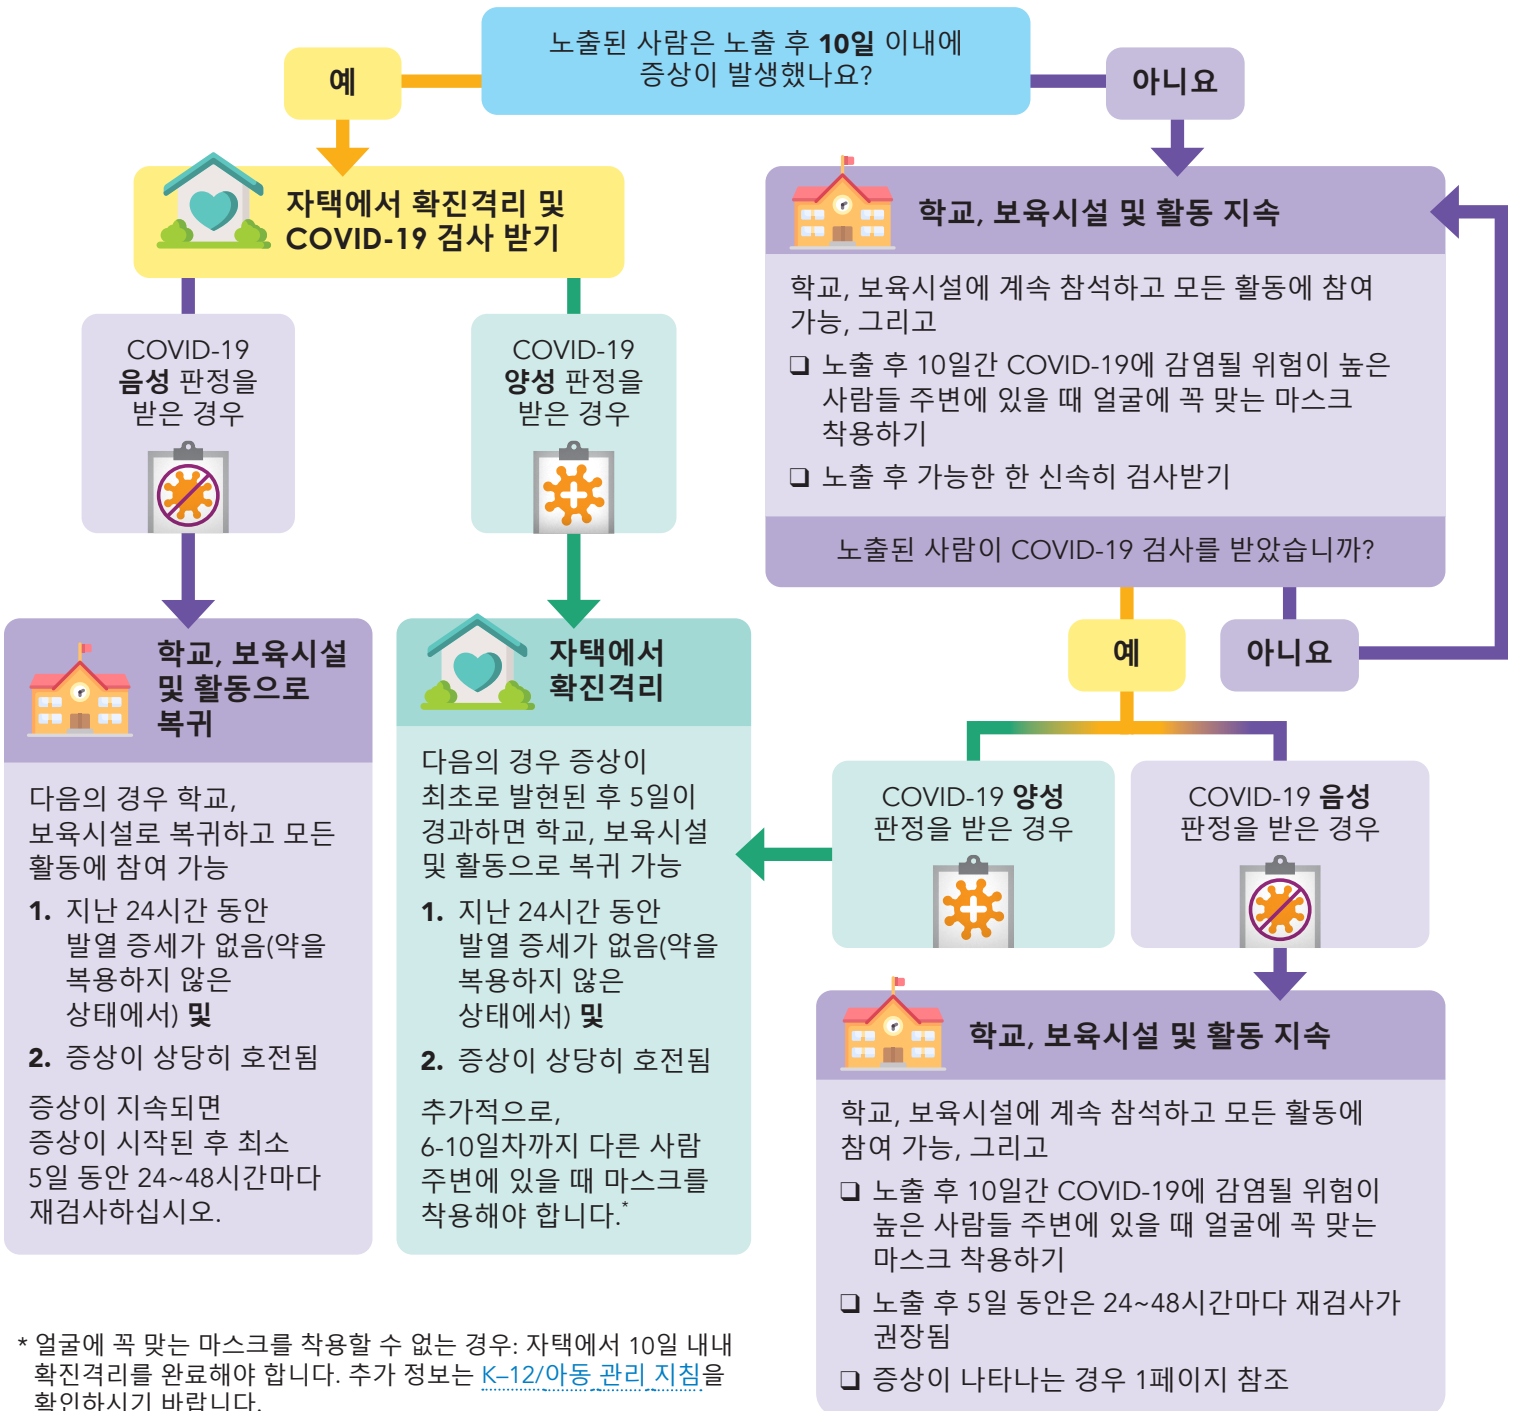 노출된 사람은 노출 후 10일 이내에
증상이 발생했나요?
예
아니요
자택에서 확진격리 및
COVID-19 검사 받기
COVID-19
음성 판정을
받은 경우
COVID-19
양성 판정을
받은 경우
학교, 보육시설
및 활동으로
복귀
다음의 경우 학교,
보육시설로 복귀하고 모든
활동에 참여 가능
1. 지난 24시간 동안
발열 증세가 없음(약을
복용하지 않은
상태에서) 및
2. 증상이 상당히 호전됨
증상이 지속되면
증상이 시작된 후 최소
5일 동안 24~48시간마다
재검사하십시오.
자택에서
확진격리
다음의 경우 증상이
최초로 발현된 후 5일이
경과하면 학교, 보육시설
및 활동으로 복귀 가능
1. 지난 24시간 동안
발열 증세가 없음(약을
복용하지 않은
상태에서) 및
2. 증상이 상당히 호전됨
추가적으로,
6-10일차까지 다른 사람
주변에 있을 때 마스크를
착용해야 합니다.*
학교, 보육시설 및 활동 지속
학교, 보육시설에 계속 참석하고 모든 활동에 참여
가능, 그리고
❑ 노출 후 10일간 COVID-19에 감염될 위험이 높은
사람들 주변에 있을 때 얼굴에 꼭 맞는 마스크
착용하기
❑ 노출 후 가능한 한 신속히 검사받기
노출된 사람이 COVID-19 검사를 받았습니까?
예
아니요
COVID-19 양성
판정을 받은 경우
COVID-19 음성
판정을 받은 경우
학교, 보육시설 및 활동 지속
학교, 보육시설에 계속 참석하고 모든 활동에
참여 가능, 그리고
❑ 노출 후 10일간 COVID-19에 감염될 위험이
높은 사람들 주변에 있을 때 얼굴에 꼭 맞는
마스크 착용하기
❑ 노출 후 5일 동안은 24~48시간마다 재검사가
권장됨
❑ 증상이 나타나는 경우 1페이지 참조
* 얼굴에 꼭 맞는 마스크를 착용할 수 없는 경우: 자택에서 10일 내내
확진격리를 완료해야 합니다. 추가 정보는 K–12/아동 관리 지침을
확인하시기 바랍니다.